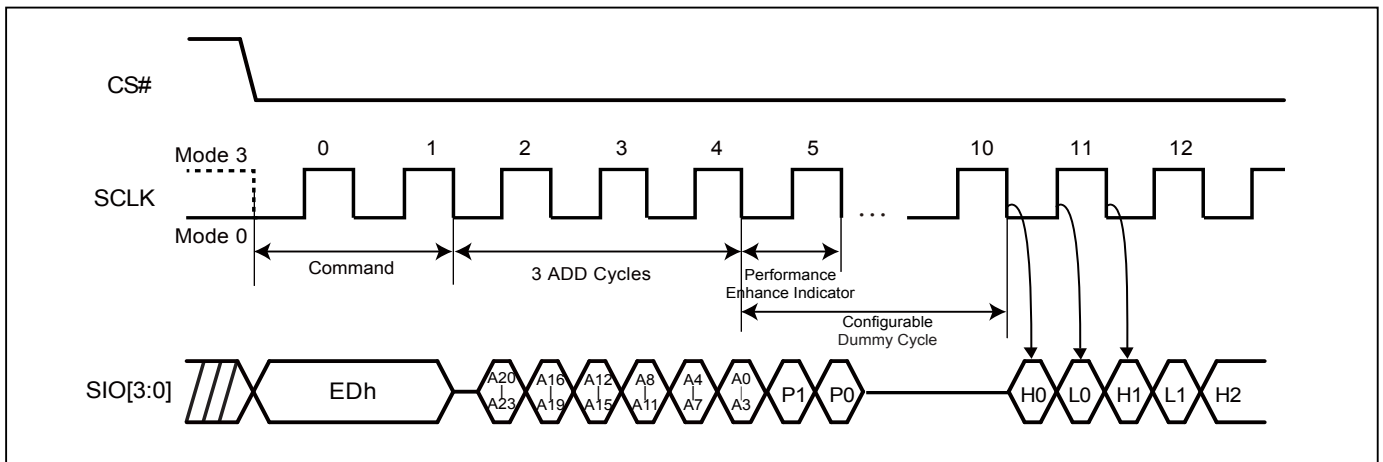 CS#
Mode 3
0 1 2 3 4 5 10 11 12
SCLK
...
Mode 0
Command
3 ADD Cycles
Performance
Enhance Indicator
Configurable
Dummy Cycle
A20 A16 A12 A8 A4 A0
SIO[3:0] EDh P1 P0 H0 L0 H1 L1 H2
A23 A19 A15 A11 A7 A3